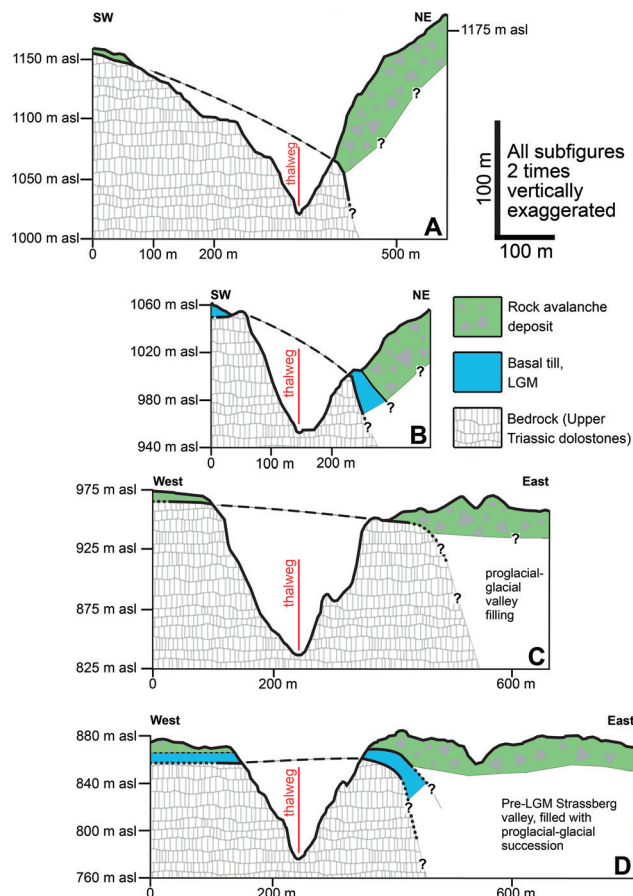 SW
NE
1175 m asl
1150 m asl
1100 m asl
1050 m asl
1000 m asl
thalweg
?
?
?
?
A
0
100 m
200 m
500 m
100 m
100 m
All subfigures
2 times
vertically
exaggerated
SW
NE
1060 m asl
1020 m asl
980 m asl
940 m asl
thalweg
?
?
B
0
100 m
200 m
Rock avalanche
deposit
Basal till,
LGM
Bedrock (Upper
Triassic dolostones)
West
East
975 m asl
925 m asl
875 m asl
825 m asl
thalweg
?
?
?
proglacial-
glacial
valley
filling
C
0
200 m
600 m
West
East
880 m asl
840 m asl
800 m asl
760 m asl
thalweg
?
?
?
Pre-LGM Strassberg
valley, filled with
proglacial-glacial
succession
D
0
200 m
600 m